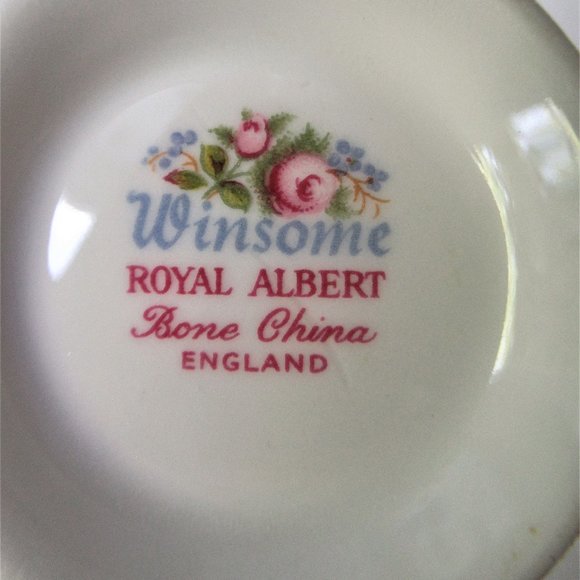 Winsome
ROYAL ALBERT
Bone China
ENGLAND